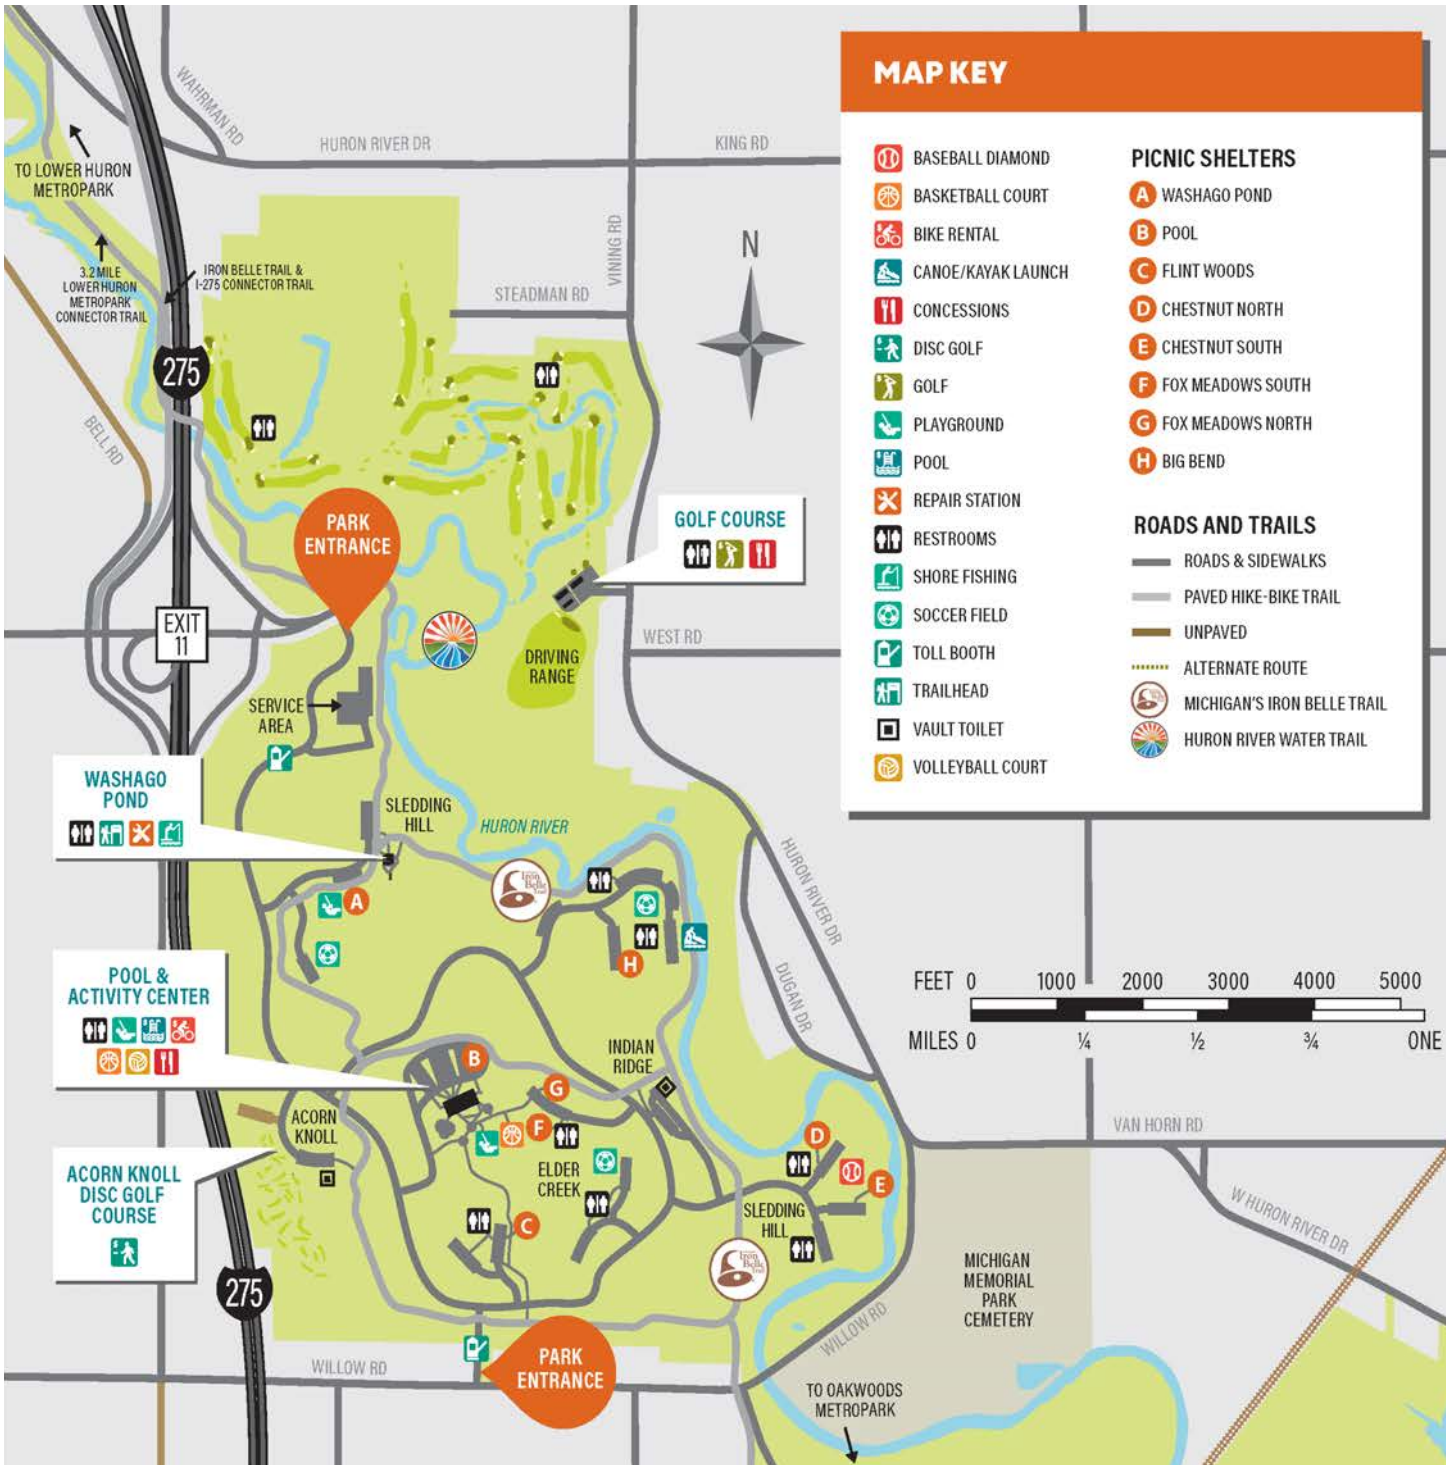 MAP KEY
BASEBALL DIAMOND
BASKETBALL COURT
BIKE RENTAL
CANOE/KAYAK LAUNCH
CONCESSIONS
DISC GOLF
GOLF
PLAYGROUND
POOL
REPAIR STATION
RESTROOMS
SHORE FISHING
SOCCER FIELD
TOLL BOOTH
TRAILHEAD
VAULT TOILET
VOLLEYBALL COURT
PICNIC SHELTERS
A WASHAGO POND
B POOL
C FLINT WOODS
D CHESTNUT NORTH
E CHESTNUT SOUTH
F FOX MEADOWS SOUTH
G FOX MEADOWS NORTH
H BIG BEND
ROADS AND TRAILS
ROADS & SIDEWALKS
PAVED HIKE-BIKE TRAIL
UNPAVED
ALTERNATE ROUTE
MICHIGAN'S IRON BELLE TRAIL
HURON RIVER WATER TRAIL
WAHRMAN RD
HURON RIVER DR
KING RD
TO LOWER HURON
METROPARK
VINING RD
N
3.2 MILE
LOWER HURON
METROPARK
CONNECTOR TRAIL
IRON BELLE TRAIL &
I-275 CONNECTOR TRAIL
STEADMAN RD
275
BELL RD
PARK
ENTRANCE
GOLF COURSE
EXIT
11
WEST RD
DRIVING
RANGE
SERVICE
AREA
WASHAGO
POND
SLEDDING
HILL
HURON RIVER
HURON RIVER DR
Iron
Belle
Trail
A
H
DUGAN DR
POOL &
ACTIVITY CENTER
FEET 0 1000 2000 3000 4000 5000
MILES 0 ¼ ½ ¾ ONE
INDIAN
RIDGE
B
G
F
ACORN
KNOLL
D
VAN HORN RD
ELDER
CREEK
E
ACORN KNOLL
DISC GOLF
COURSE
SLEDDING
HILL
C
W HURON RIVER DR
Iron
Belle
Trail
MICHIGAN
MEMORIAL
PARK
CEMETERY
275
WILLOW RD
WILLOW RD
PARK
ENTRANCE
TO OAKWOODS
METROPARK